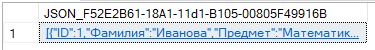 JSON_F52E2B61-18A1-11d1-B105-00805F49916B
1 [{"ID":1,"Фамилия":"Иванова","Предмет":"Математик...